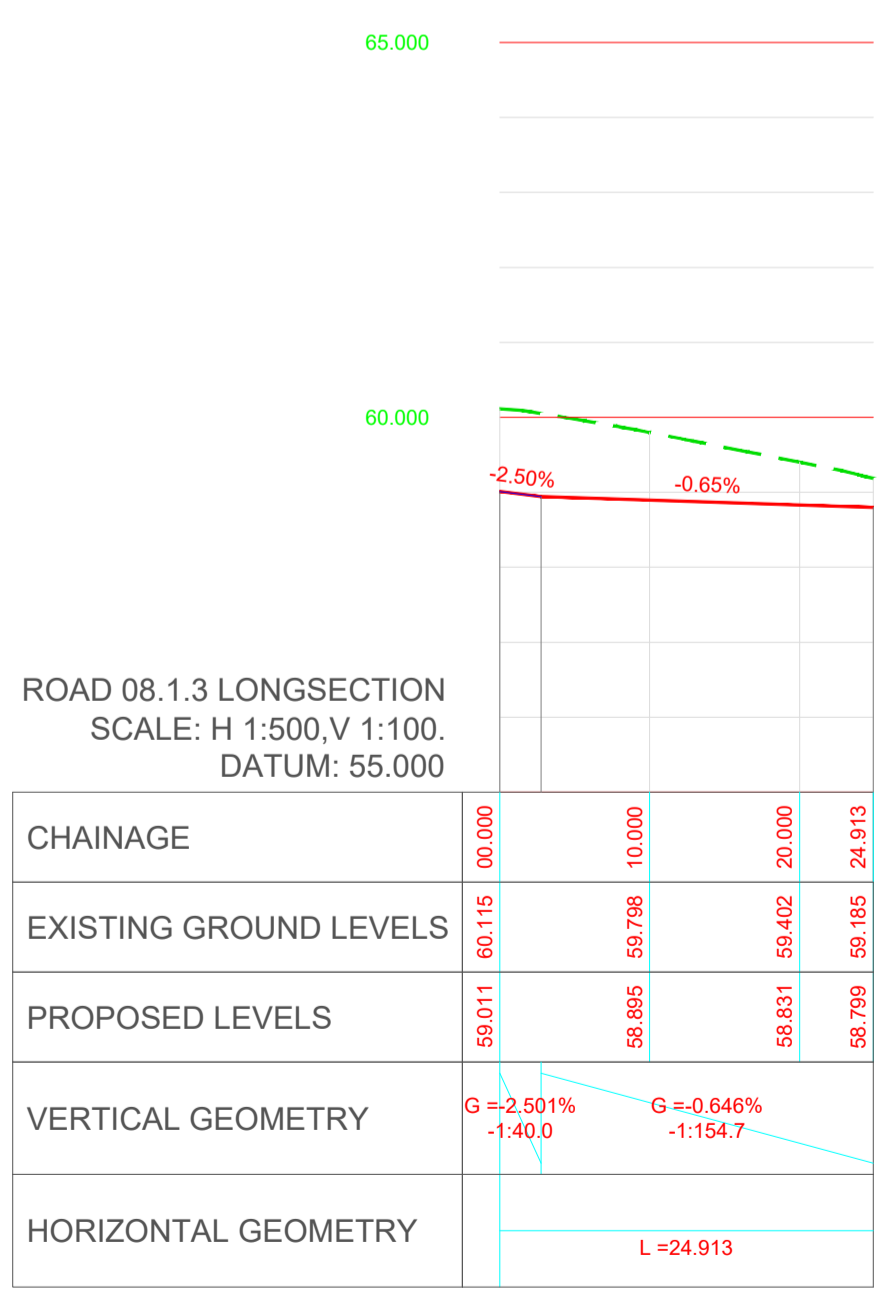 65.000
60.000
-2.50%
-0.65%
ROAD 08.1.3 LONGSECTION
SCALE: H 1:500,V 1:100.
DATUM: 55.000
CHAINAGE 00.000 10.000 20.000 24.913
EXISTING GROUND LEVELS 60.115 59.798 59.402 59.185
PROPOSED LEVELS 59.011 58.895 58.831 58.799
VERTICAL GEOMETRY
G =-2.501%
-1:40.0
G =-0.646%
-1:154.7
HORIZONTAL GEOMETRY
L =24.913